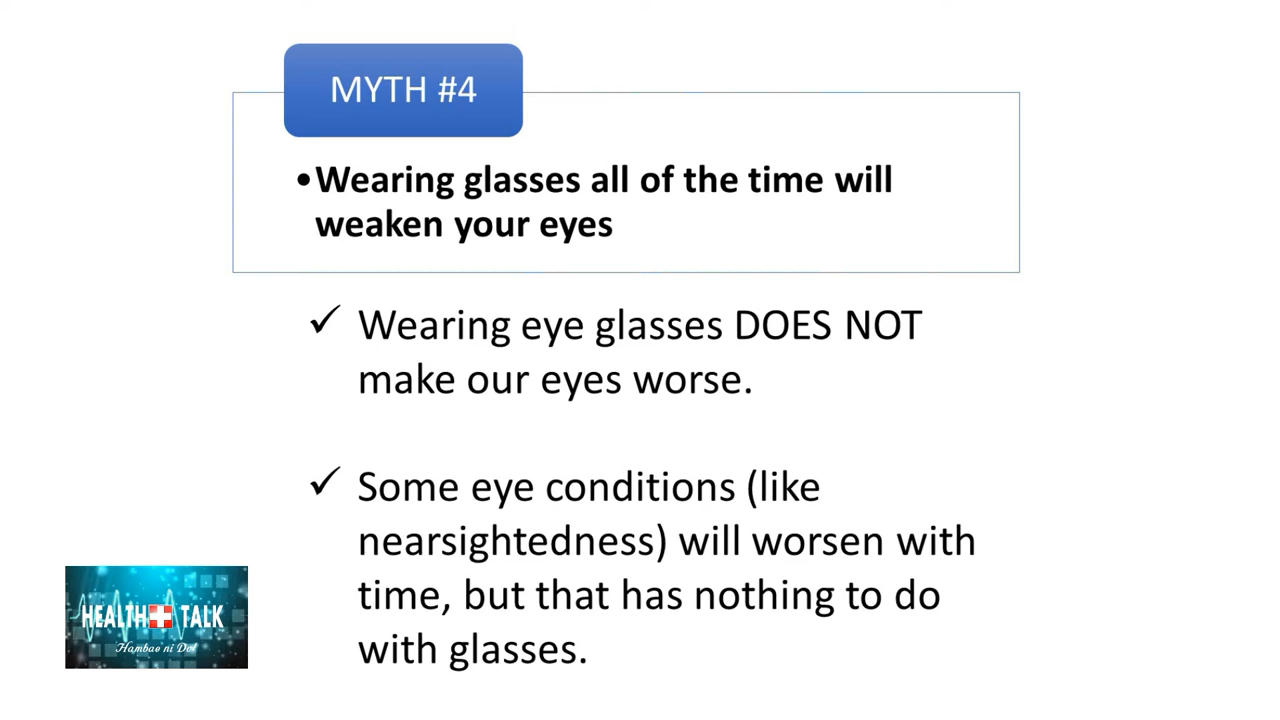 MYTH #4
•Wearing glasses all of the time will
weaken your eyes
✓ Wearing eye glasses DOES NOT
make our eyes worse.
✓ Some eye conditions (like
nearsightedness) will worsen with
time, but that has nothing to do
with glasses.
HEALTH TALK
Hambae ni Dok